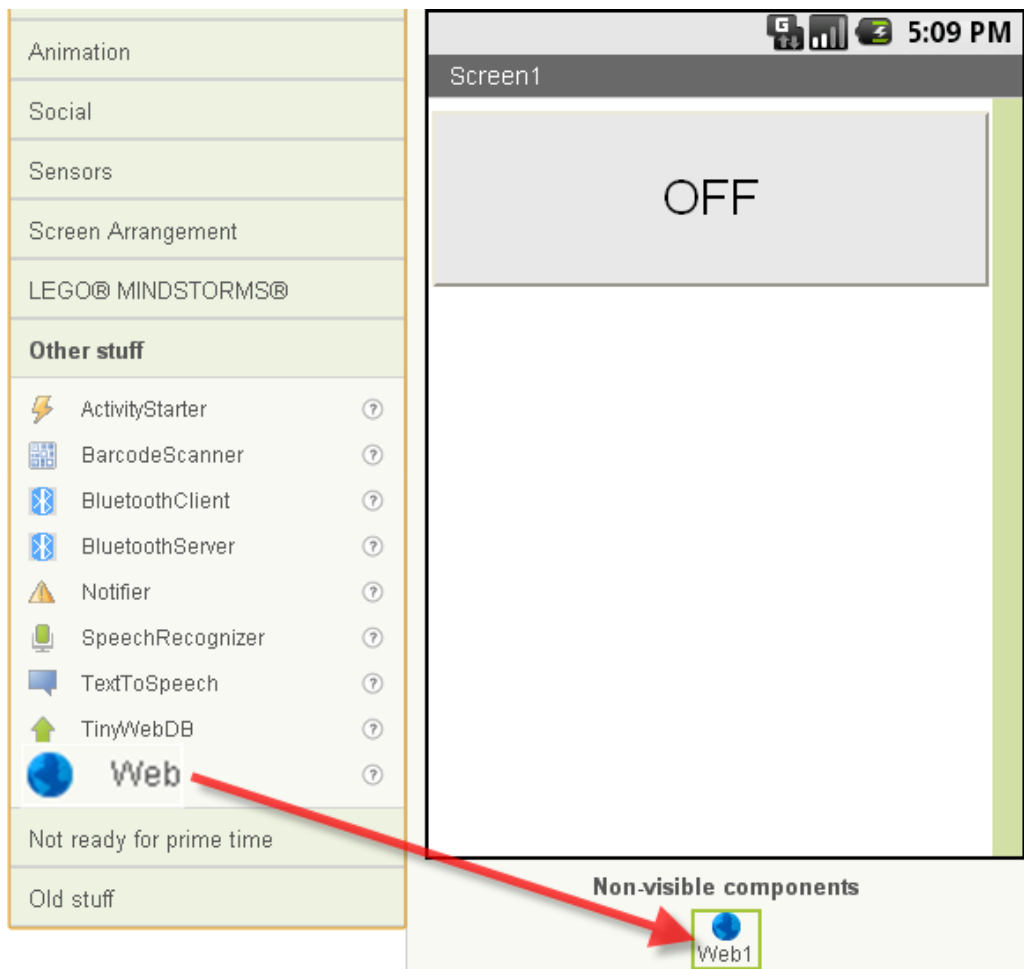 Animation
Social
Sensors
Screen Arrangement
LEGO® MINDSTORMS®
Other stuff
ActivityStarter ?
BarcodeScanner ?
BluetoothClient ?
BluetoothServer ?
Notifier ?
SpeechRecognizer ?
TextToSpeech ?
TinyWebDB ?
Web ?
Not ready for prime time
Old stuff
G 5:09 PM
Screen1
OFF
Non-visible components
Web1